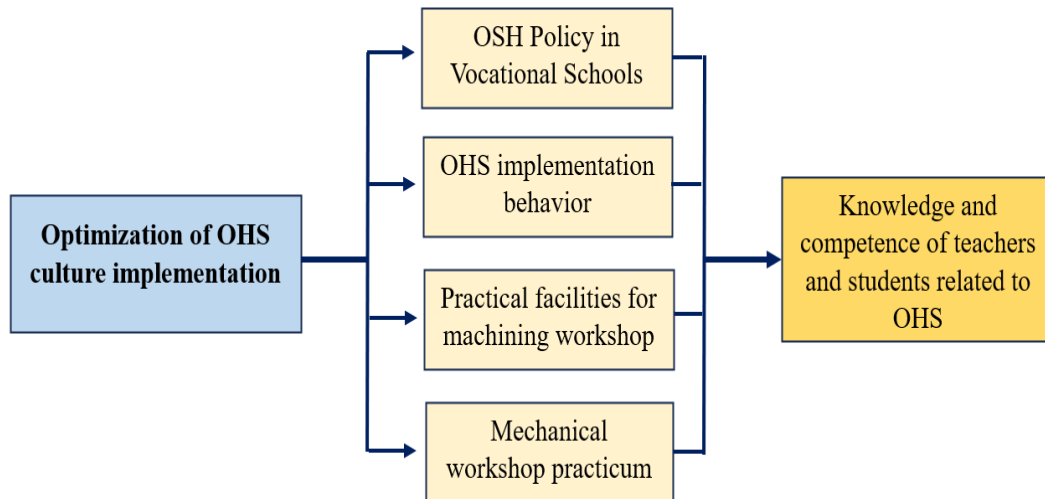 Optimization of OHS
culture implementation
OSH Policy in
Vocational Schools
OHS implementation
behavior
Practical facilities for
machining workshop
Mechanical
workshop practicum
Knowledge and
competence of teachers
and students related to
OHS